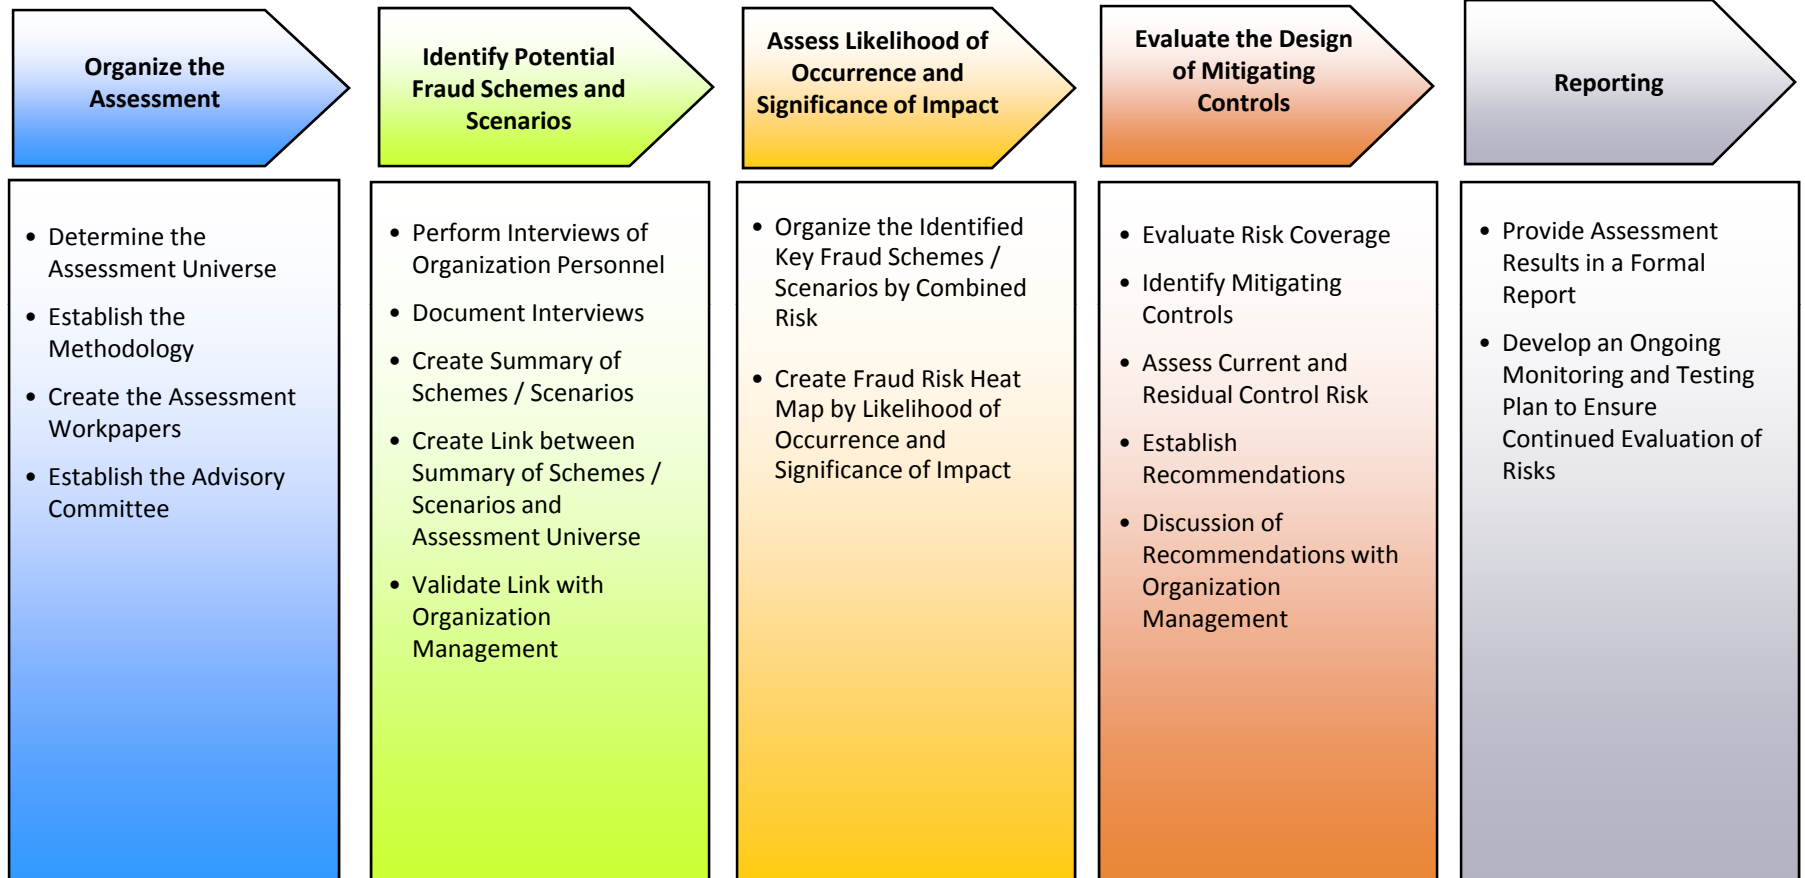 Organize the
Assessment
Identify Potential
Fraud Schemes and
Scenarios
Assess Likelihood of
Occurrence and
Significance of Impact
Evaluate the Design
of Mitigating
Controls
Reporting
• Determine the
Assessment Universe
• Establish the
Methodology
• Create the Assessment
Workpapers
• Establish the Advisory
Committee
• Perform Interviews of
Organization Personnel
• Document Interviews
• Create Summary of
Schemes / Scenarios
• Create Link between
Summary of Schemes /
Scenarios and
Assessment Universe
• Validate Link with
Organization
Management
• Organize the Identified
Key Fraud Schemes /
Scenarios by Combined
Risk
• Create Fraud Risk Heat
Map by Likelihood of
Occurrence and
Significance of Impact
• Evaluate Risk Coverage
• Identify Mitigating
Controls
• Assess Current and
Residual Control Risk
• Establish
Recommendations
• Discussion of
Recommendations with
Organization
Management
• Provide Assessment
Results in a Formal
Report
• Develop an Ongoing
Monitoring and Testing
Plan to Ensure
Continued Evaluation of
Risks